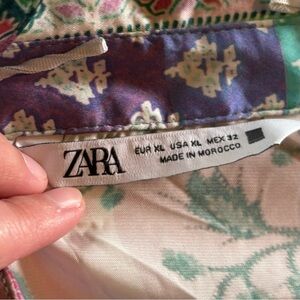 ZARA
EUR XL USA XL MEX 32
MADE IN MOROCCO